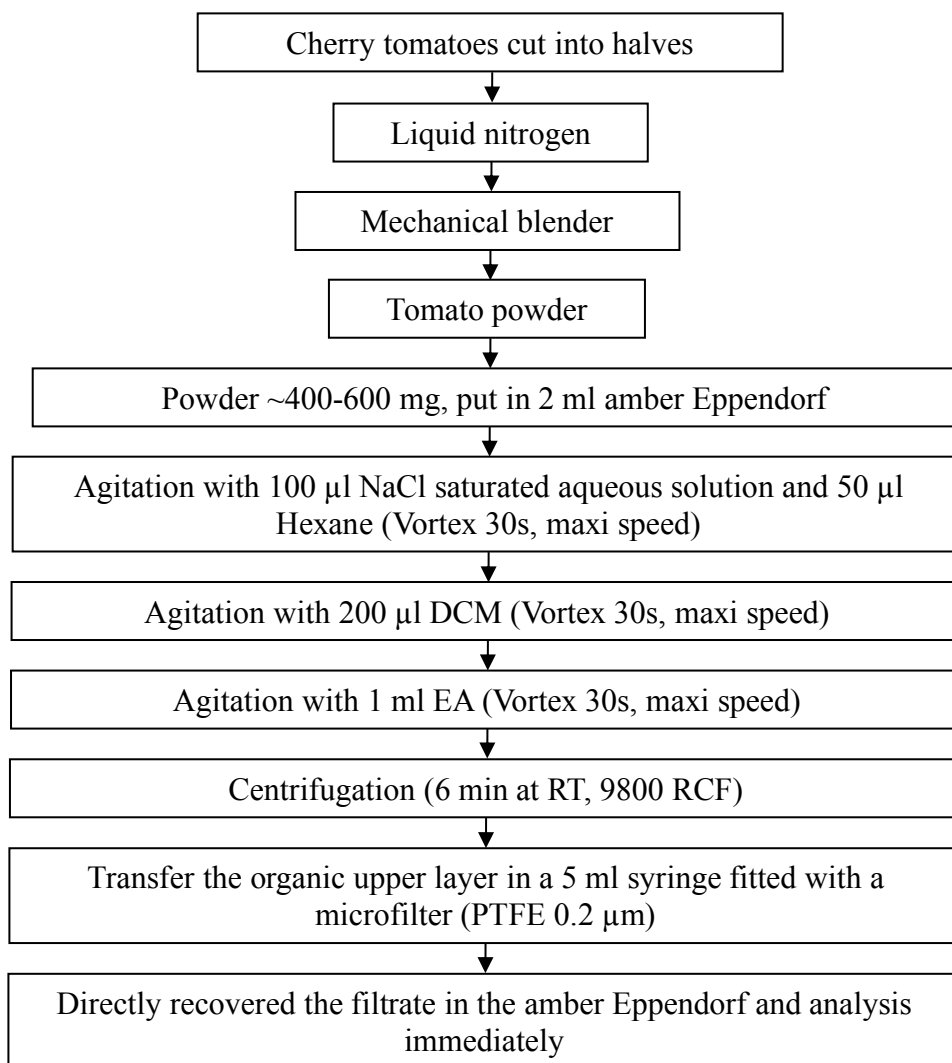 Cherry tomatoes cut into halves
Liquid nitrogen
Mechanical blender
Tomato powder
Powder ~400-600 mg, put in 2 ml amber Eppendorf
Agitation with 100 µl NaCl saturated aqueous solution and 50 µl
Hexane (Vortex 30s, maxi speed)
Agitation with 200 µl DCM (Vortex 30s, maxi speed)
Agitation with 1 ml EA (Vortex 30s, maxi speed)
Centrifugation (6 min at RT, 9800 RCF)
Transfer the organic upper layer in a 5 ml syringe fitted with a
microfilter (PTFE 0.2 µm)
Directly recovered the filtrate in the amber Eppendorf and analysis
immediately